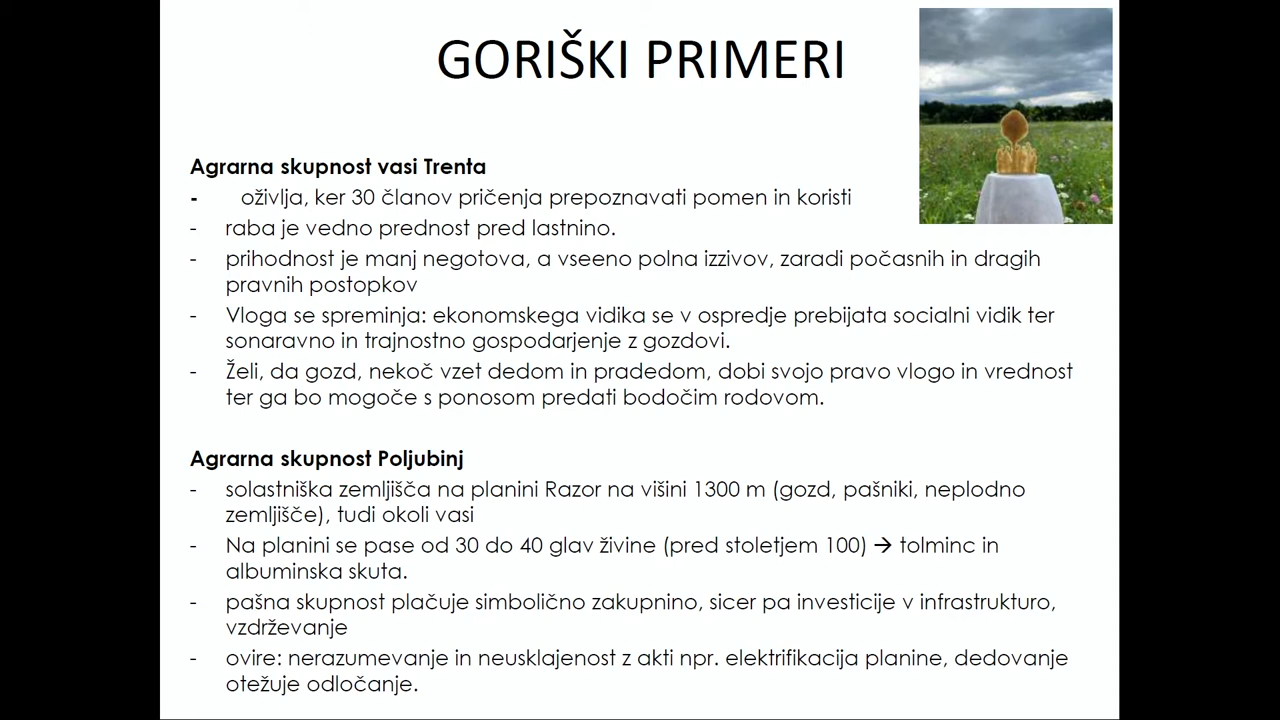 GORIŠKI PRIMERI
Agrarna skupnost vasi Trenta
- oživlja, ker 30 članov pričenja prepoznavati pomen in koristi
- raba je vedno prednost pred lastnino.
- prihodnost je manj negotova, a vseeno polna izzivov, zaradi počasnih in dragih
pravnih postopkov
- Vloga se spreminja: ekonomskega vidika se v ospredje prebijata socialni vidik ter
sonaravno in trajnostno gospodarjenje z gozdovi.
- Želi, da gozd, nekoč vzet dedom in pradedom, dobi svojo pravo vlogo in vrednost
ter ga bo mogoče s ponosom predati bodočim rodovom.
Agrarna skupnost Poljubinj
- solastniška zemljišča na planini Razor na višini 1300 m (gozd, pašniki, neplodno
zemljišče), tudi okoli vasi
- Na planini se pase od 30 do 40 glav živine (pred stoletjem 100) → tolminc in
albuminska skuta.
- pašna skupnost plačuje simbolično zakupnino, sicer pa investicije v infrastrukturo,
vzdrževanje
- ovire: nerazumevanje in neusklajenost z akti npr. elektrifikacija planine, dedovanje
otežuje odločanje.